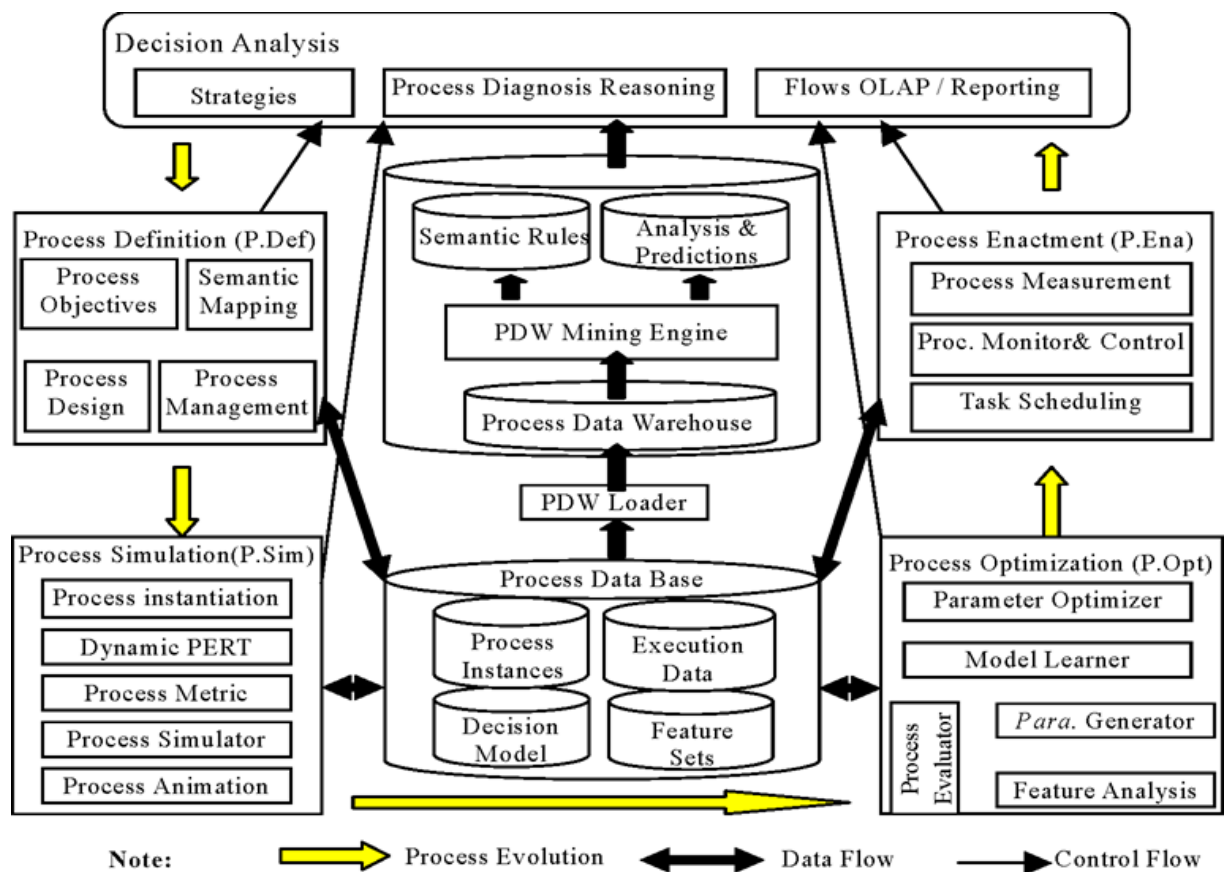 Decision Analysis
Strategies
Process Diagnosis Reasoning
Flows OLAP / Reporting
Process Definition (P.Def)
Process
Objectives
Semantic
Mapping
Process
Design
Process
Management
Semantic Rules
Analysis &
Predictions
PDW Mining Engine
Process Data Warehouse
PDW Loader
Process Enactment (P.Ena)
Process Measurement
Proc. Monitor& Control
Task Scheduling
Process Simulation(P.Sim)
Process instantiation
Dynamic PERT
Process Metric
Process Simulator
Process Animation
Process Data Base
Process
Instances
Execution
Data
Decision
Model
Feature
Sets
Process Optimization (P.Opt)
Parameter Optimizer
Model Learner
Process
Evaluator
Para. Generator
Feature Analysis
Note:
Process Evolution
Data Flow
Control Flow